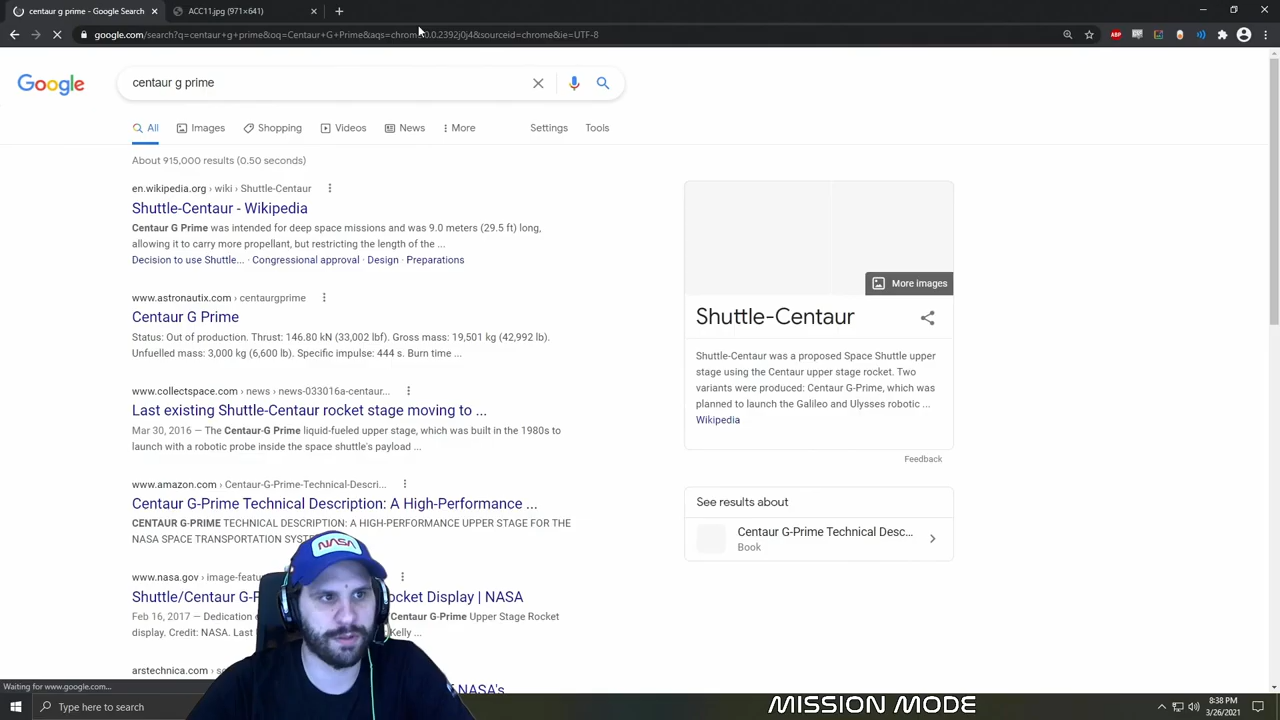 centaur g prime - Google Search
ACC11.jpg (971×641)
google.com/search?q=centaur+g+prime&oq=Centaur+G+Prime&aqs=chrom
0.0.2392j0j4&sourceid=chrome&ie=UTF-8
ABP
Google
centaur g prime
All
Images
Shopping
Videos
News
More
Settings
Tools
About 915,000 results (0.50 seconds)
en.wikipedia.org › wiki › Shuttle-Centaur
Shuttle-Centaur - Wikipedia
Centaur G Prime was intended for deep space missions and was 9.0 meters (29.5 ft) long,
allowing it to carry more propellant, but restricting the length of the ...
Decision to use Shuttle... · Congressional approval · Design · Preparations
www.astronautix.com › centaurgprime
Centaur G Prime
Status: Out of production. Thrust: 146.80 kN (33,002 lbf). Gross mass: 19,501 kg (42,992 lb).
Unfuelled mass: 3,000 kg (6,600 lb). Specific impulse: 444 s. Burn time ...
www.collectspace.com › news › news-033016a-centaur...
Last existing Shuttle-Centaur rocket stage moving to ...
Mar 30, 2016 — The Centaur-G Prime liquid-fueled upper stage, which was built in the 1980s to
launch with a robotic probe inside the space shuttle's payload ...
www.amazon.com › Centaur-G-Prime-Technical-Descri...
Centaur G-Prime Technical Description: A High-Performance ...
CENTAUR G-PRIME TECHNICAL DESCRIPTION: A HIGH-PERFORMANCE UPPER STAGE FOR THE
NASA SPACE TRANSPORTATION
www.nasa.gov › image-featu
Shuttle/Centaur G-P
ocket Display | NASA
Feb 16, 2017 — Dedication
Centaur G-Prime Upper Stage Rocket
display. Credit: NASA. Last
Kelly ...
arstechnica.com
NASA's
More images
Shuttle-Centaur
Shuttle-Centaur was a proposed Space Shuttle upper
stage using the Centaur upper stage rocket. Two
variants were produced: Centaur G-Prime, which was
planned to launch the Galileo and Ulysses robotic ...
Wikipedia
Feedback
See results about
Centaur G-Prime Technical Desc...
Book
NASA
Waiting for www.google.com...
Type here to search
MISSION MODE
8:38 PM
3/26/2021